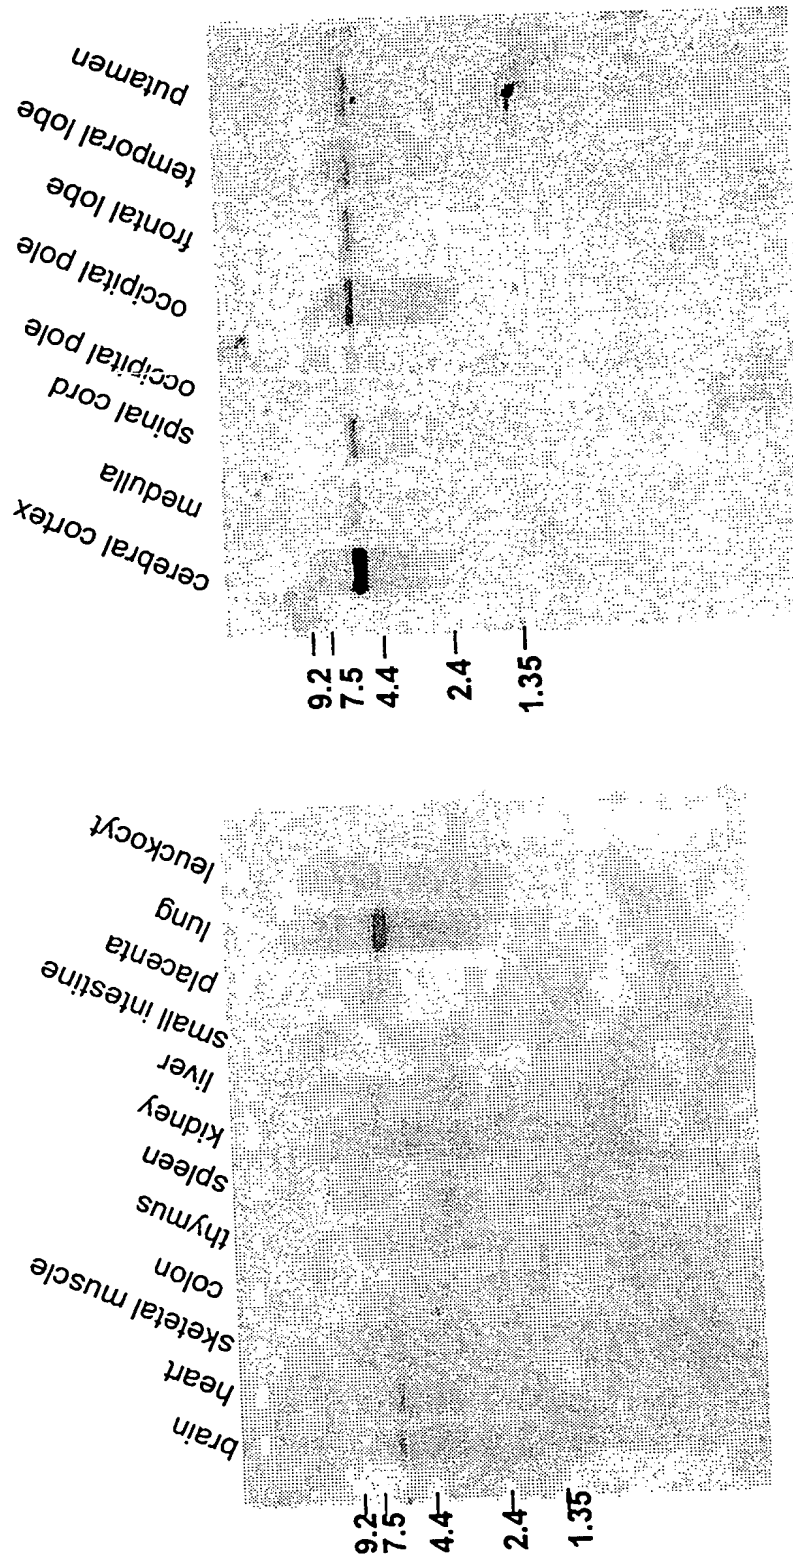 putamen
temporal lobe
frontal lobe
occipital pole
occipital pole
spinal cord
medulla
cerebral cortex
9.2
7.5
4.4
2.4
1.35
leuckocyt
lung
placenta
small intestine
liver
kidney
spleen
thymus
colon
sketetal muscle
heart
brain
9.2
7.5
4.4
2.4
1.35